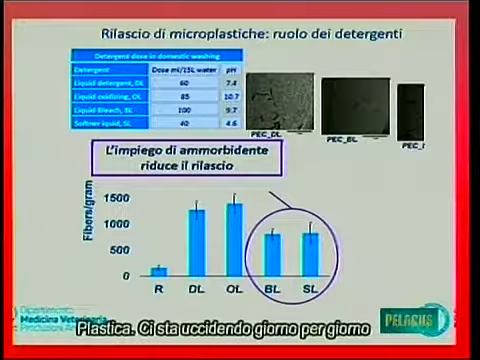 Rilascio di microplastiche: ruolo dei detergenti
Detergent dose in domestic washing
Detergent Dose ml/15L water pH
Liquid detergent, DL 60 7.4
Liquid oxidizing, OL 85 10.7
Liquid Bleach, BL 100 9.7
Softner liquid, SL 40 4.6
PEC_DL
PEC_BL
L'impiego di ammorbidente
riduce il rilascio
Fibers/gram
1500
1000
500
0
R DL OL BL SL
Dipartimento
Medicina Veterinaria
Produzioni
PELAGUS
Plastica. Ci sta uccidendo giorno per giorno